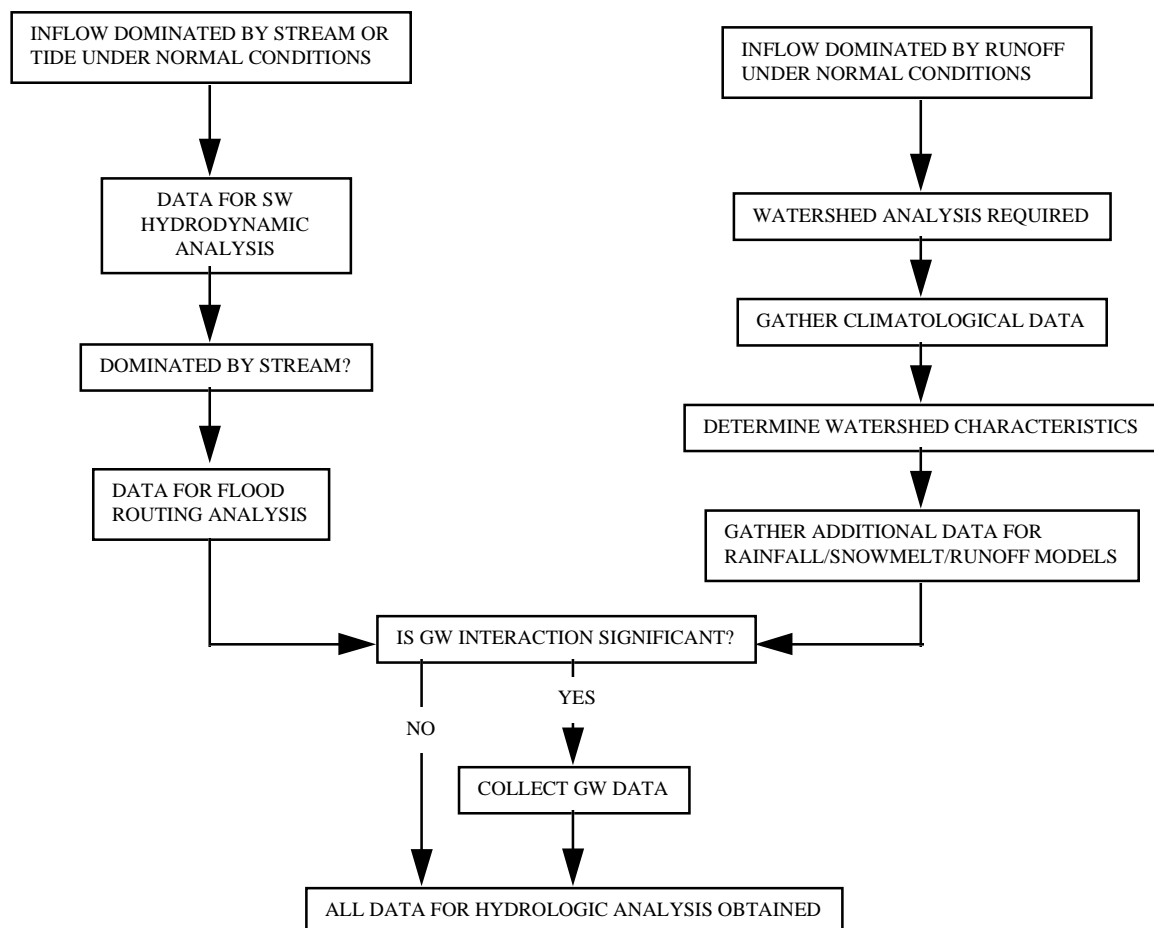 INFLOW DOMINATED BY STREAM OR
TIDE UNDER NORMAL CONDITIONS
DATA FOR SW
HYDRODYNAMIC
ANALYSIS
DOMINATED BY STREAM?
DATA FOR FLOOD
ROUTING ANALYSIS
INFLOW DOMINATED BY RUNOFF
UNDER NORMAL CONDITIONS
WATERSHED ANALYSIS REQUIRED
GATHER CLIMATOLOGICAL DATA
DETERMINE WATERSHED CHARACTERISTICS
GATHER ADDITIONAL DATA FOR
RAINFALL/SNOWMELT/RUNOFF MODELS
IS GW INTERACTION SIGNIFICANT?
YES
NO
COLLECT GW DATA
ALL DATA FOR HYDROLOGIC ANALYSIS OBTAINED